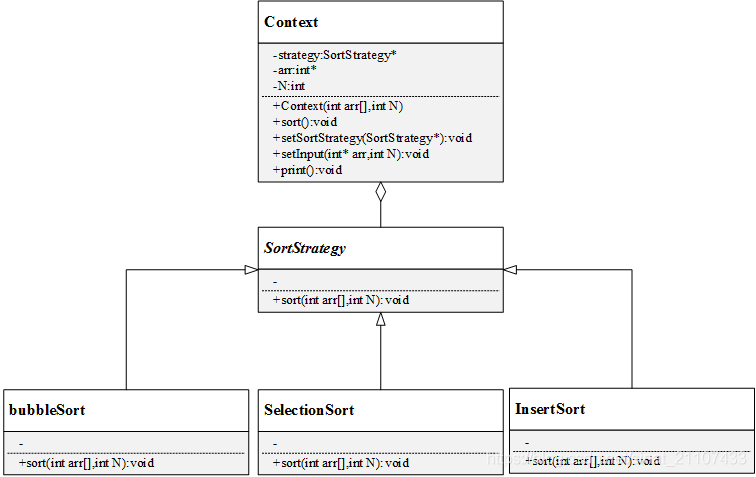 Context
-strategy:SortStrategy*
-arr:int*
-N:int
+Context(int arr[],int N)
+sort():void
+setSortStrategy(SortStrategy*):void
+setInput(int* arr,int N):void
+print():void
SortStrategy
-
+sort(int arr[],int N):void
bubbleSort
-
+sort(int arr[],int N):void
SelectionSort
-
+sort(int arr[],int N):void
InsertSort
-
+sort(int arr[],int N):void